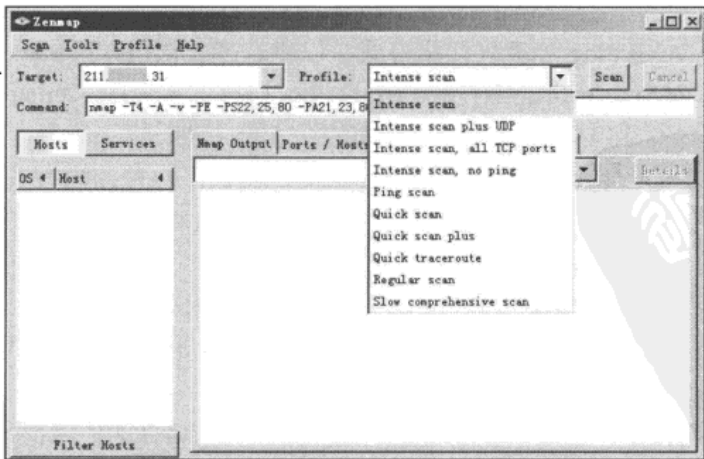 Zenmap
Scan Tools Profile Help
Target: 211. .31 Profile: Intense scan Scan Cancel
Command: nmap -T4 -A -v -PE -PS22,25,80 -PA21,23,8
Hosts Services Nmap Output Ports / Hosts
OS Host Details
Intense scan
Intense scan plus UDP
Intense scan, all TCP ports
Intense scan, no ping
Ping scan
Quick scan
Quick scan plus
Quick traceroute
Regular scan
Slow comprehensive scan
Filter Hosts